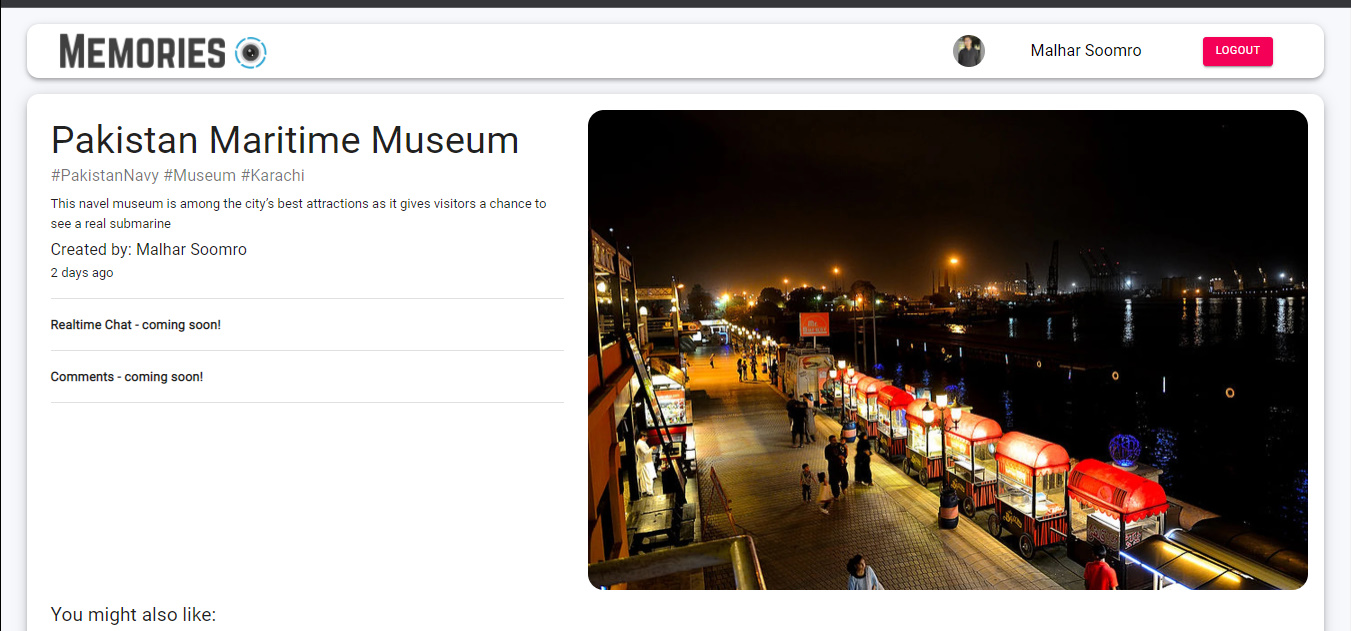 MEMORIES
Malhar Soomro
LOGOUT
Pakistan Maritime Museum
#PakistanNavy #Museum #Karachi
This navel museum is among the city’s best attractions as it gives visitors a chance to
see a real submarine
Created by: Malhar Soomro
2 days ago
Realtime Chat - coming soon!
Comments - coming soon!
You might also like: